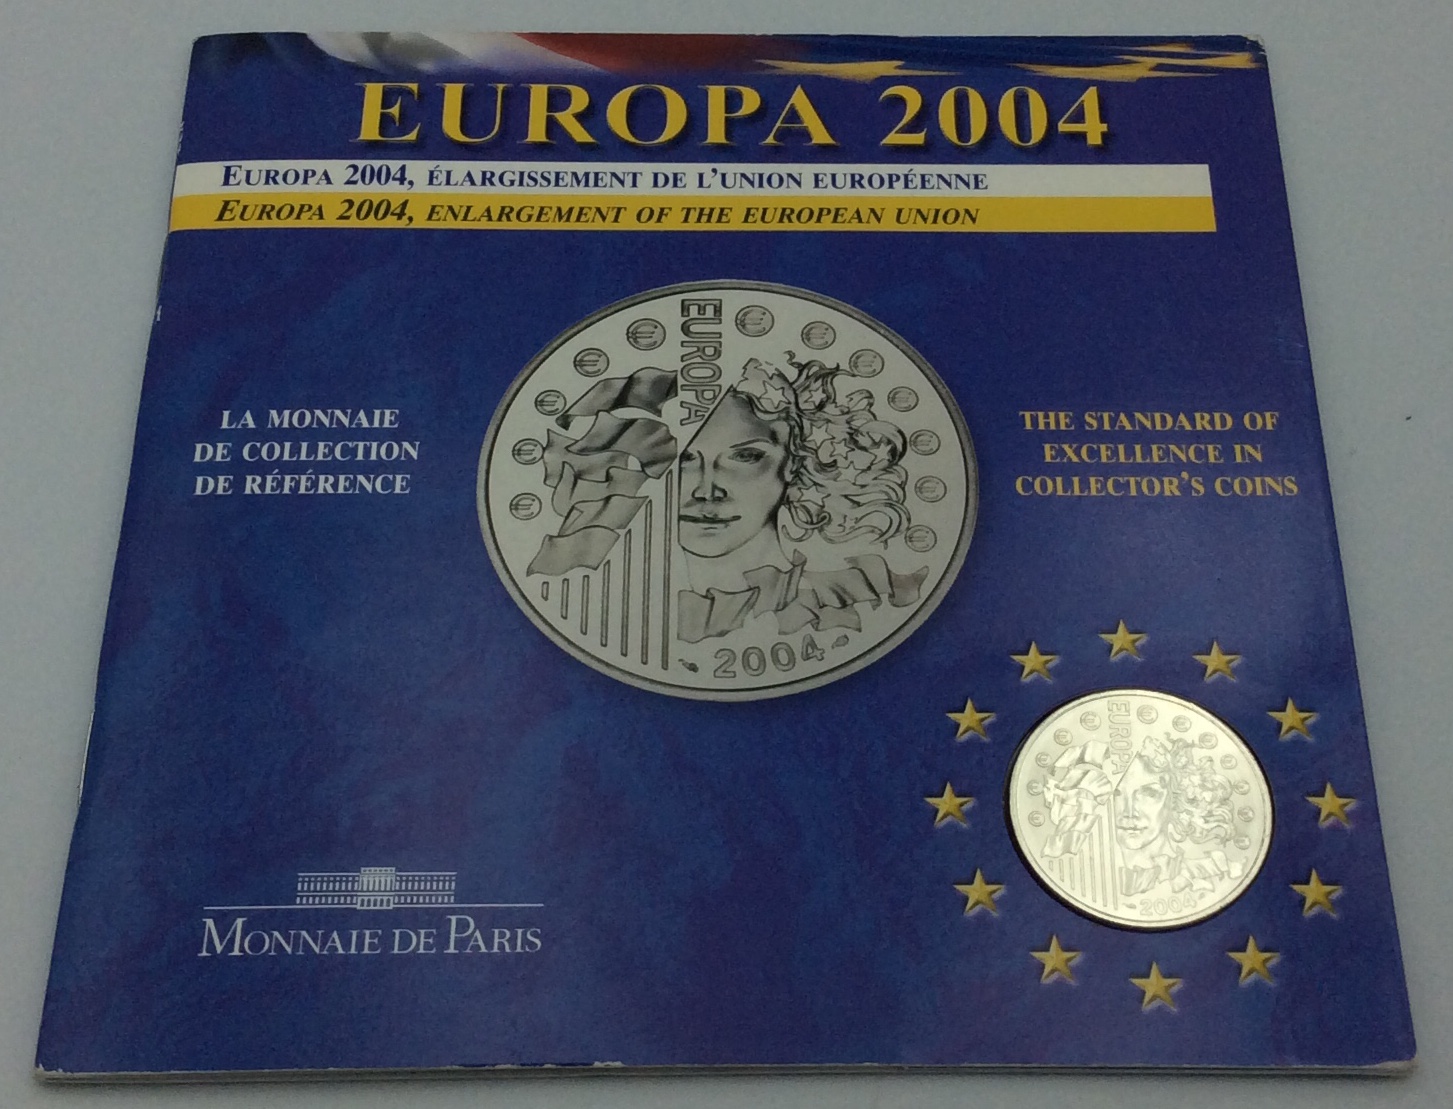 EUROPA 2004
EUROPA 2004, ÉLARGISSEMENT DE L'UNION EUROPÉENNE
EUROPA 2004, ENLARGEMENT OF THE EUROPEAN UNION
EUROPA
LA MONNAIE
DE COLLECTION
DE RÉFÉRENCE
THE STANDARD OF
EXCELLENCE IN
COLLECTOR'S COINS
2004
EUROPA
2004
MONNAIE DE PARIS